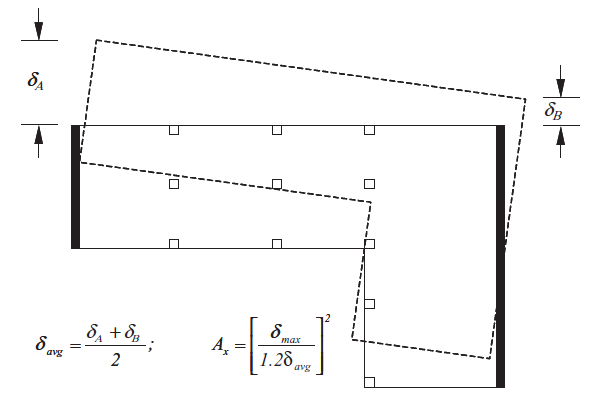 δA
δB
δavg = δA + δB / 2 ;
Ax = [ δmax / 1.2δavg ]²